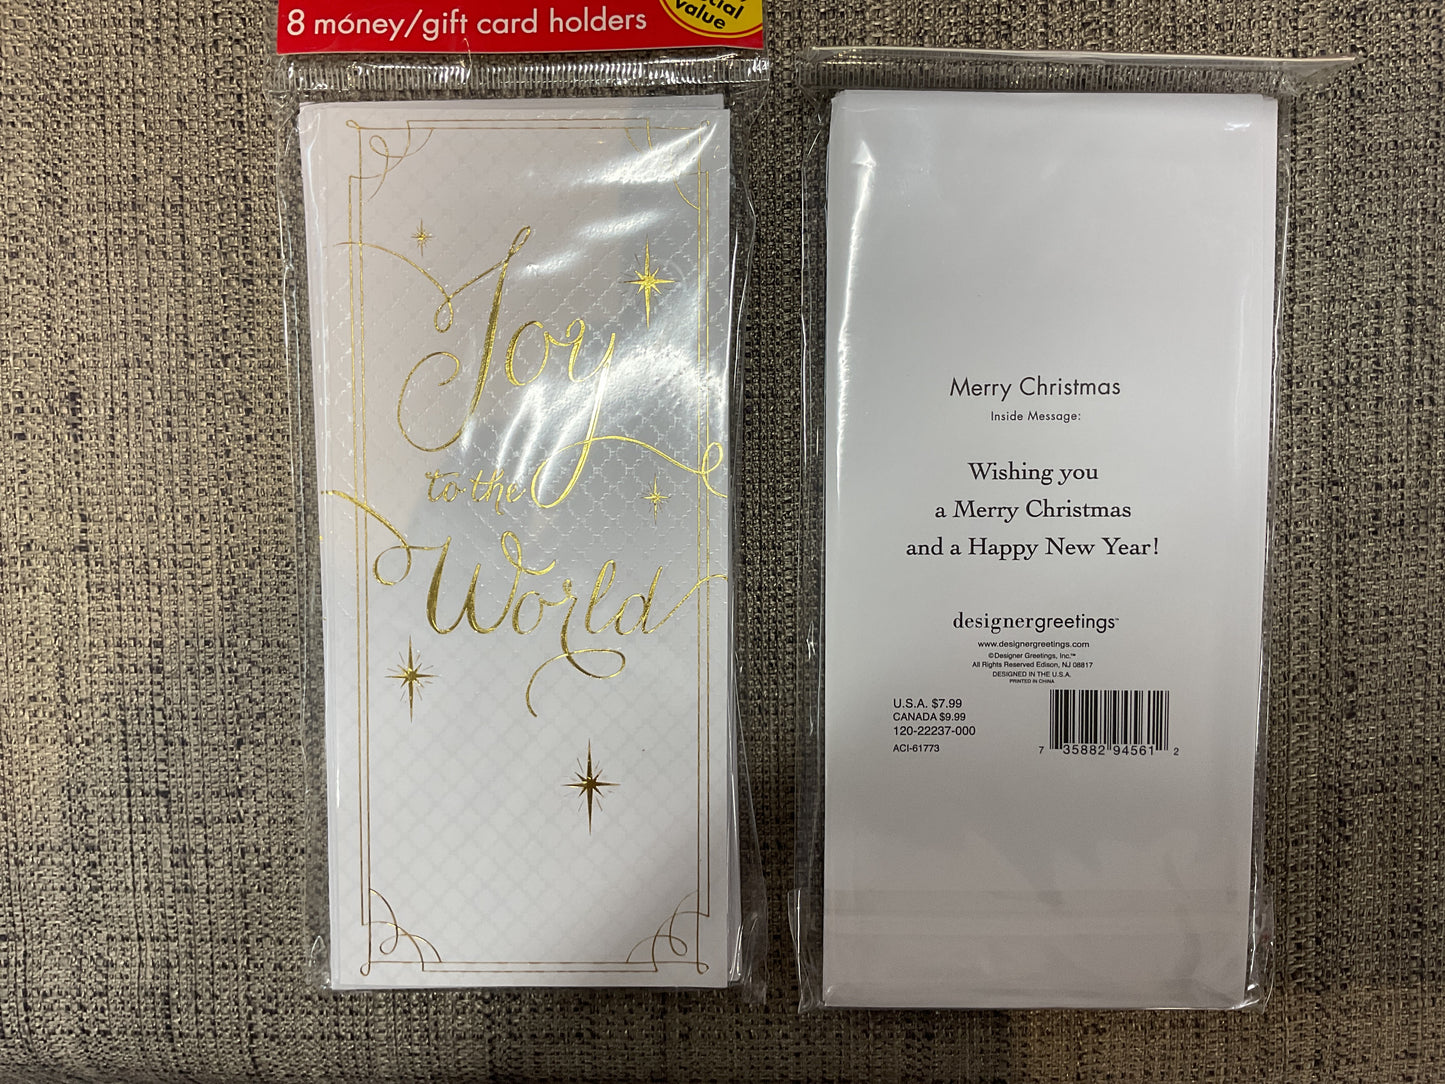 8 money/gift card holders
value
Joy
to the
World
Merry Christmas
Inside Message:
Wishing you
a Merry Christmas
and a Happy New Year!
designergreetings™
www.designergreetings.com
©Designer Greetings, Inc.™
All Rights Reserved Edison, NJ 08817
DESIGNED IN THE U.S.A.
PRINTED IN CHINA
U.S.A. $7.99
CANADA $9.99
120-22237-000
ACI-61773
7 35882 94561 2